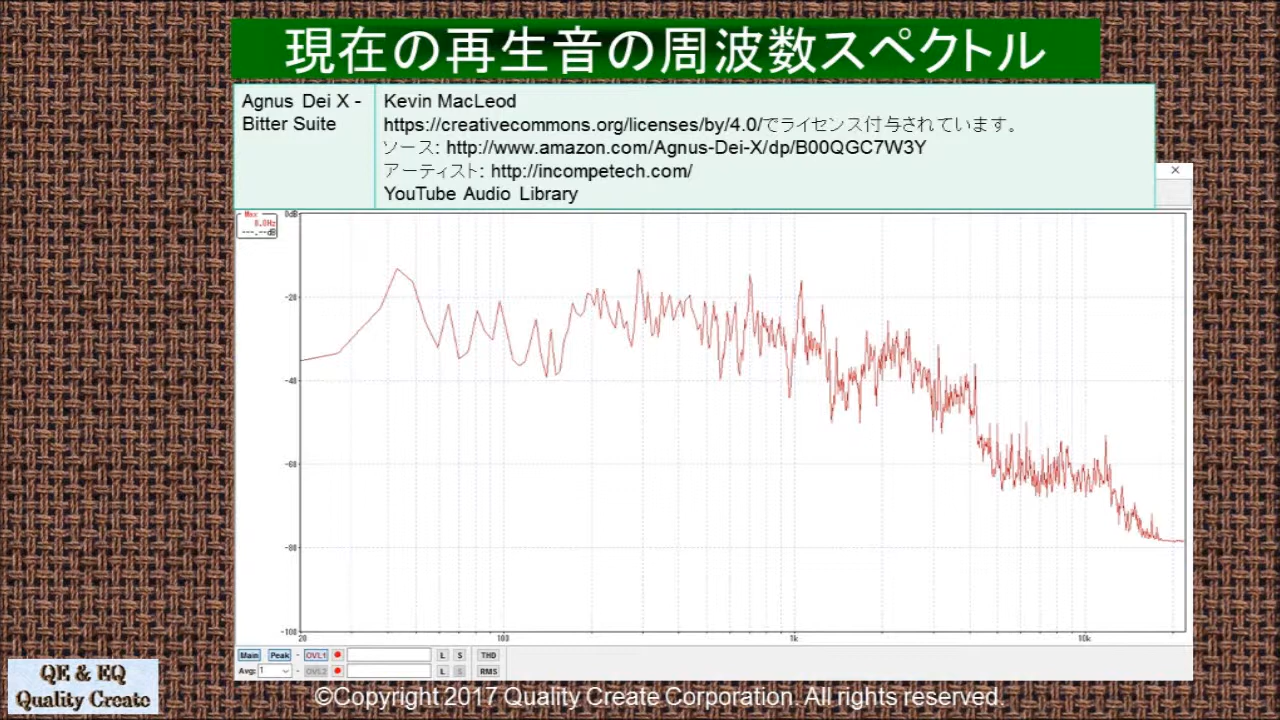 現在の再生音の周波数スペクトル
Agnus Dei X -
Bitter Suite
Kevin MacLeod
https://creativecommons.org/licenses/by/4.0/でライセンス付与されています。
ソース: http://www.amazon.com/Agnus-Dei-X/dp/B00QGC7W3Y
アーティスト: http://incompetech.com/
YouTube Audio Library
Max
0.0Hz
---.--dB
0dB
-20
-40
-60
-80
-100
20 100 1k 10k
Main Peak - OVL1 L S THD
Avg: 1 - OVL2 L S RMS
QE & EQ
Quality Create
©Copyright 2017 Quality Create Corporation. All rights reserved.